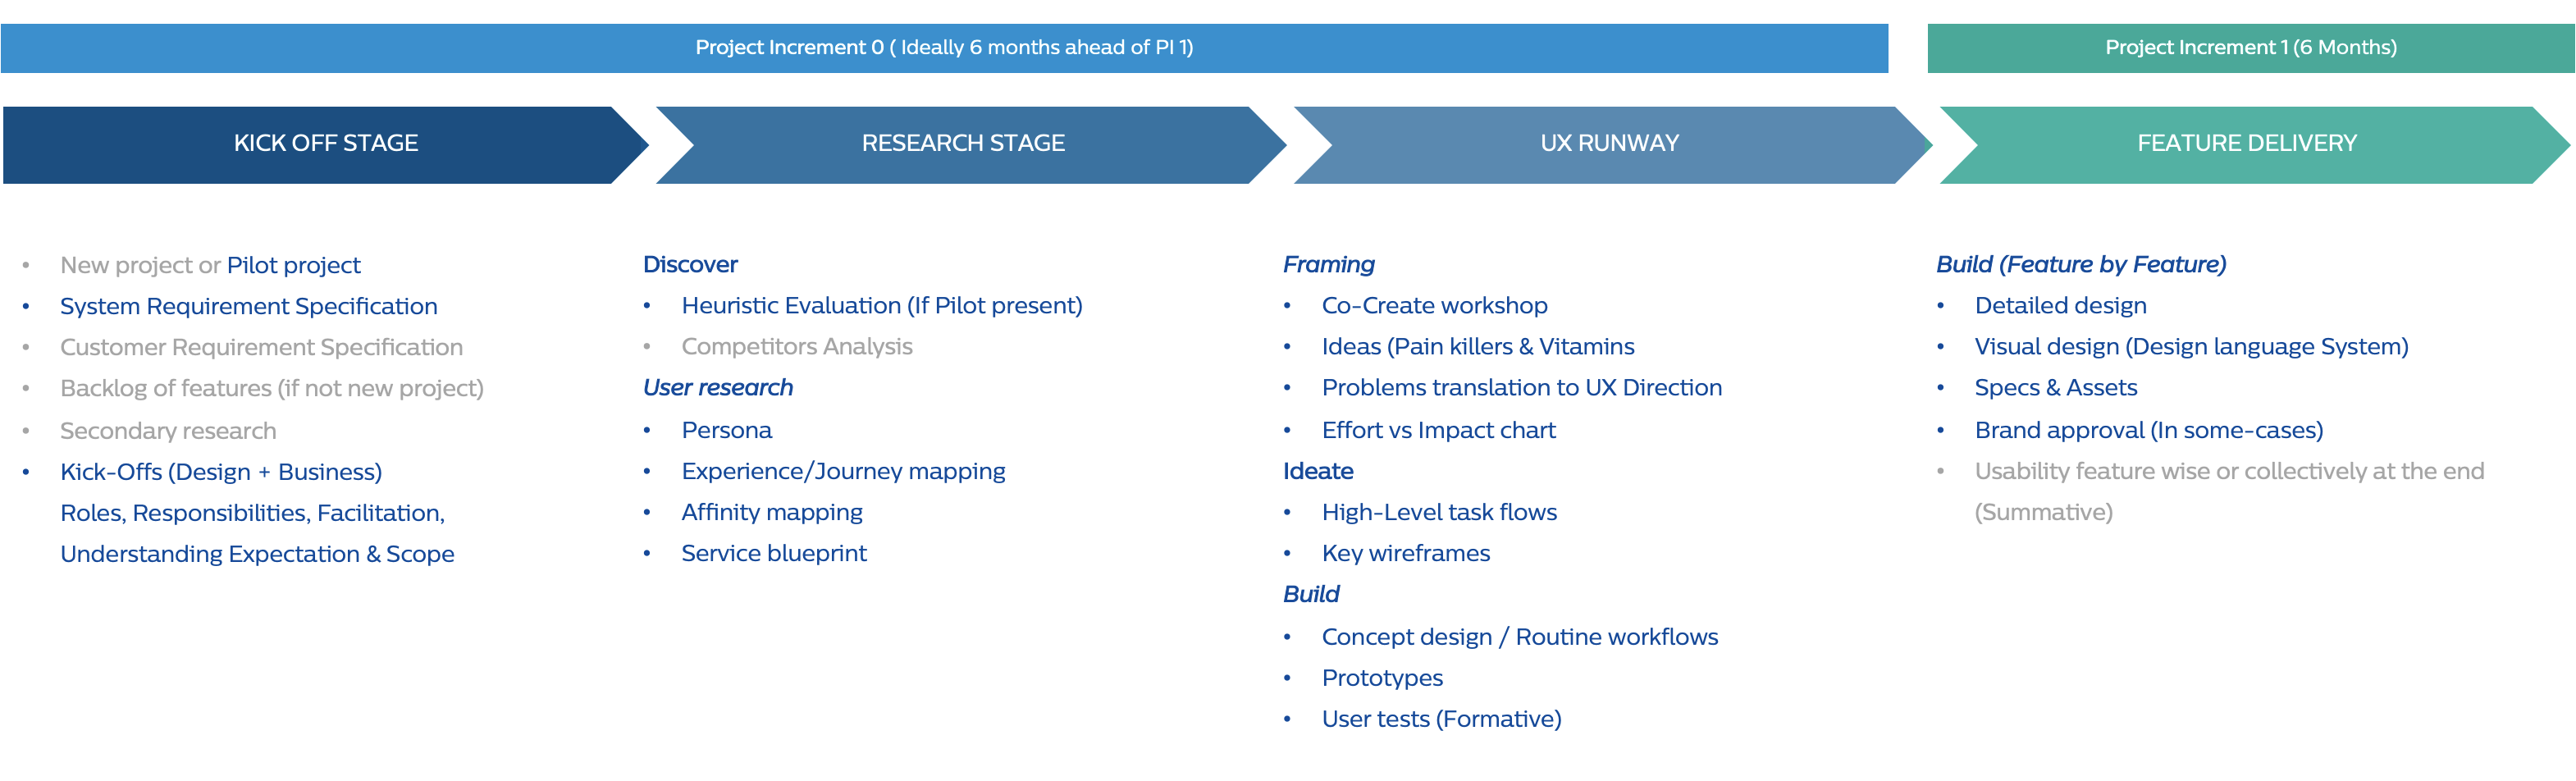 Project Increment 0 ( Ideally 6 months ahead of PI 1)
Project Increment 1 (6 Months)
KICK OFF STAGE
RESEARCH STAGE
UX RUNWAY
FEATURE DELIVERY
• New project or Pilot project
• System Requirement Specification
• Customer Requirement Specification
• Backlog of features (if not new project)
• Secondary research
• Kick-Offs (Design + Business)
Roles, Responsibilities, Facilitation,
Understanding Expectation & Scope
Discover
• Heuristic Evaluation (If Pilot present)
• Competitors Analysis
User research
• Persona
• Experience/Journey mapping
• Affinity mapping
• Service blueprint
Framing
• Co-Create workshop
• Ideas (Pain killers & Vitamins
• Problems translation to UX Direction
• Effort vs Impact chart
Ideate
• High-Level task flows
• Key wireframes
Build
• Concept design / Routine workflows
• Prototypes
• User tests (Formative)
Build (Feature by Feature)
• Detailed design
• Visual design (Design language System)
• Specs & Assets
• Brand approval (In some-cases)
• Usability feature wise or collectively at the end
(Summative)